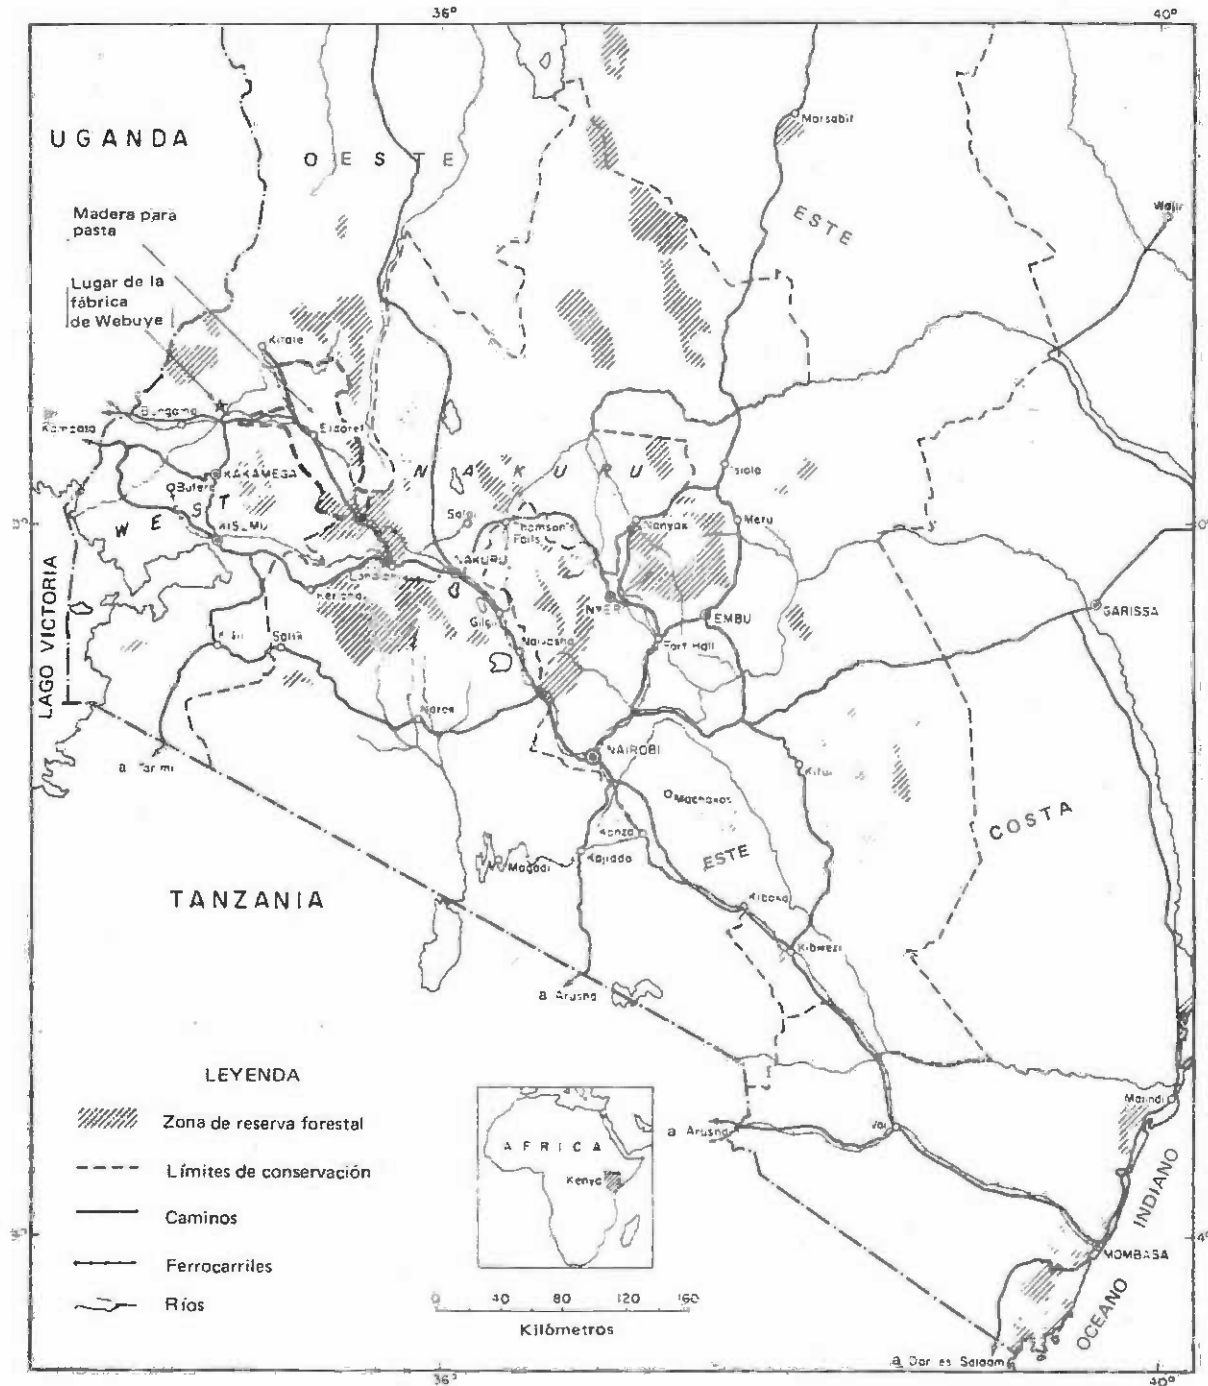 36°
40°
UGANDA
OESTE
Marsabit
Madera para
pasta
ESTE
Wajir
Lugar de la
fábrica
de Webuye
Kitale
Bungoma
Kampala
Eldoret
NAKURU
Isiolo
KAKAMEGA
Butere
WEST
KISUMU
Thomson's
Falls
Nanyuki
Meru
0°
NAKURU
Kericho
Gilgil
NYERI
EMBU
GARISSA
LAGO VICTORIA
Kisii
Sotik
Naivasha
Fort Hall
Narok
NAIROBI
Kitui
Machakos
COSTA
Konza
ESTE
Magadi
Kajiado
TANZANIA
Kibwezi
a Arusha
LEYENDA
Zona de reserva forestal
Límites de conservación
Caminos
Ferrocarriles
Ríos
AFRICA
Kenya
a Arusha
Voi
Malindi
OCEANO INDIANO
MOMBASA
4°
0 40 80 120 160
Kilómetros
a Dar es Salaam
36°
40°